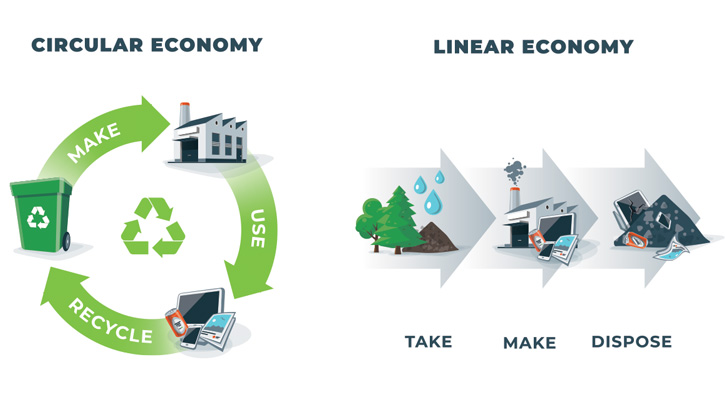 CIRCULAR ECONOMY
MAKE
USE
RECYCLE
LINEAR ECONOMY
TAKE
MAKE
DISPOSE